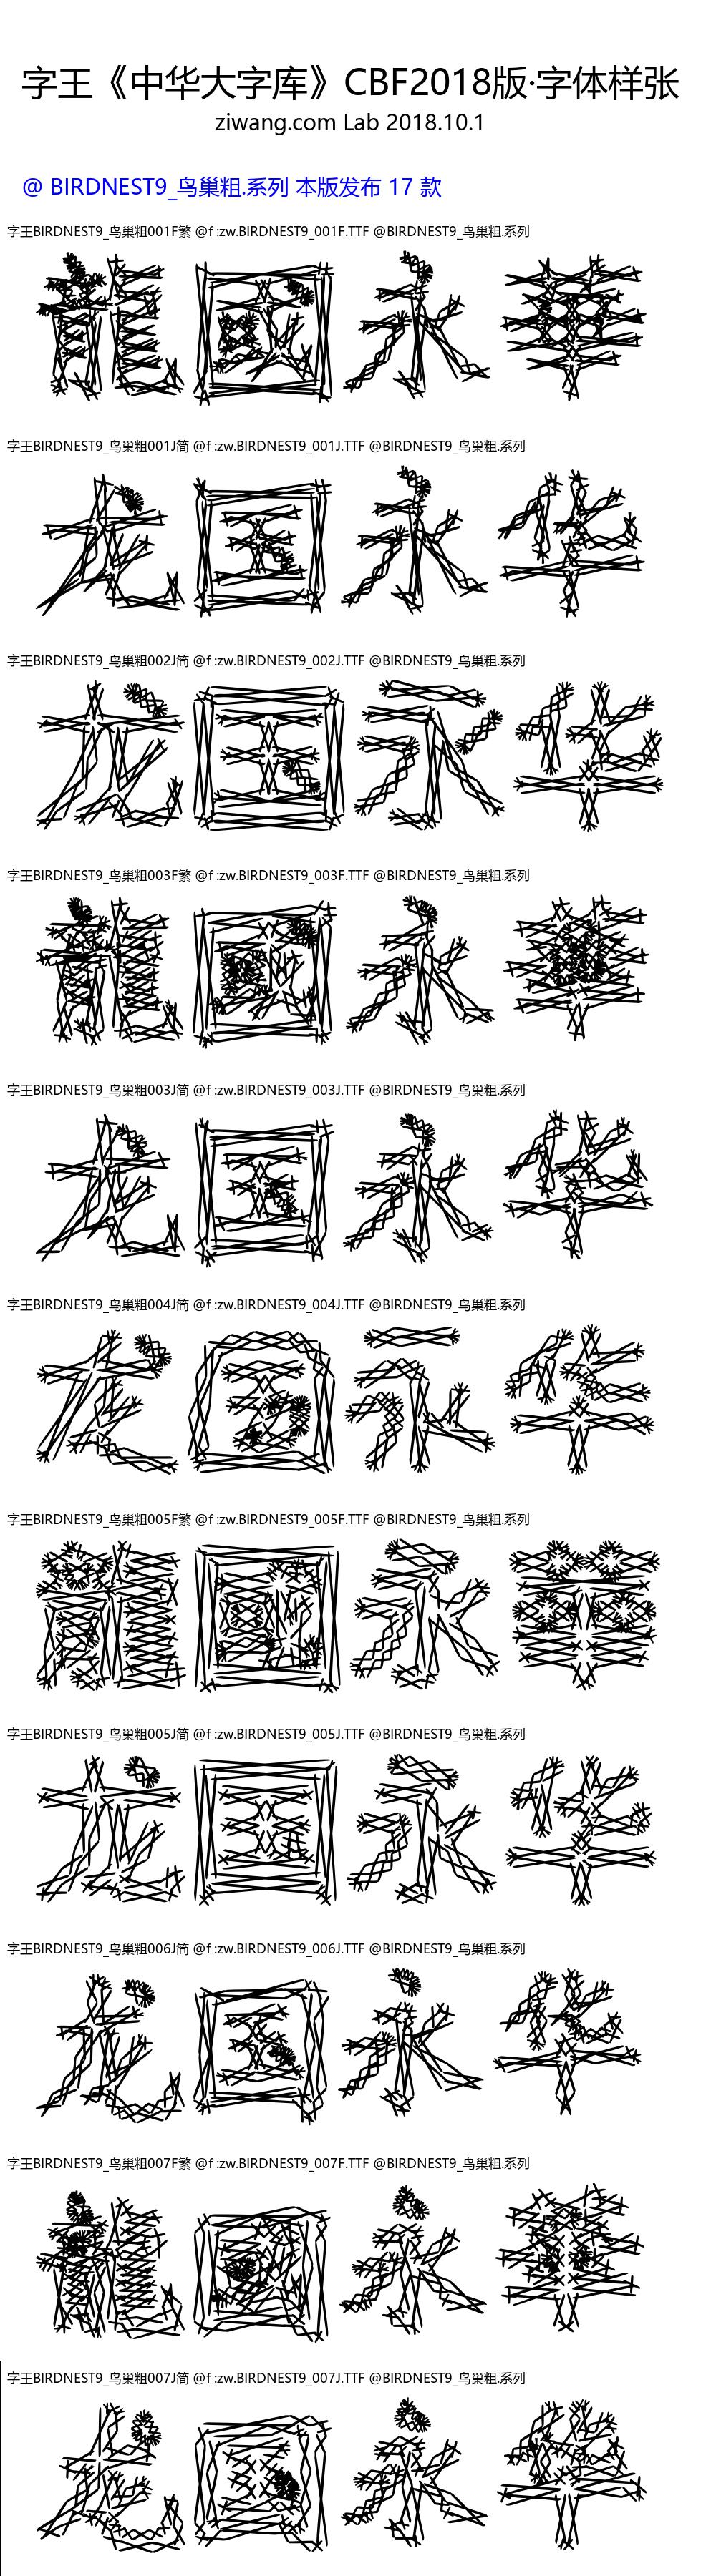 字王《中华大字库》CBF2018版·字体样张
ziwang.com Lab 2018.10.1
@ BIRDNEST9_鸟巢粗.系列 本版发布 17 款
字王BIRDNEST9_鸟巢粗001F繁 @f :zw.BIRDNEST9_001F.TTF @BIRDNEST9_鸟巢粗.系列
龍國永華
字王BIRDNEST9_鸟巢粗001J简 @f :zw.BIRDNEST9_001J.TTF @BIRDNEST9_鸟巢粗.系列
龙国永华
字王BIRDNEST9_鸟巢粗002J简 @f :zw.BIRDNEST9_002J.TTF @BIRDNEST9_鸟巢粗.系列
龙国永华
字王BIRDNEST9_鸟巢粗003F繁 @f :zw.BIRDNEST9_003F.TTF @BIRDNEST9_鸟巢粗.系列
龍國永華
字王BIRDNEST9_鸟巢粗003J简 @f :zw.BIRDNEST9_003J.TTF @BIRDNEST9_鸟巢粗.系列
龙国永华
字王BIRDNEST9_鸟巢粗004J简 @f :zw.BIRDNEST9_004J.TTF @BIRDNEST9_鸟巢粗.系列
龙国永华
字王BIRDNEST9_鸟巢粗005F繁 @f :zw.BIRDNEST9_005F.TTF @BIRDNEST9_鸟巢粗.系列
龍國永華
字王BIRDNEST9_鸟巢粗005J简 @f :zw.BIRDNEST9_005J.TTF @BIRDNEST9_鸟巢粗.系列
龙国永华
字王BIRDNEST9_鸟巢粗006J简 @f :zw.BIRDNEST9_006J.TTF @BIRDNEST9_鸟巢粗.系列
龙国永华
字王BIRDNEST9_鸟巢粗007F繁 @f :zw.BIRDNEST9_007F.TTF @BIRDNEST9_鸟巢粗.系列
龍國永華
字王BIRDNEST9_鸟巢粗007J简 @f :zw.BIRDNEST9_007J.TTF @BIRDNEST9_鸟巢粗.系列
龙国永华